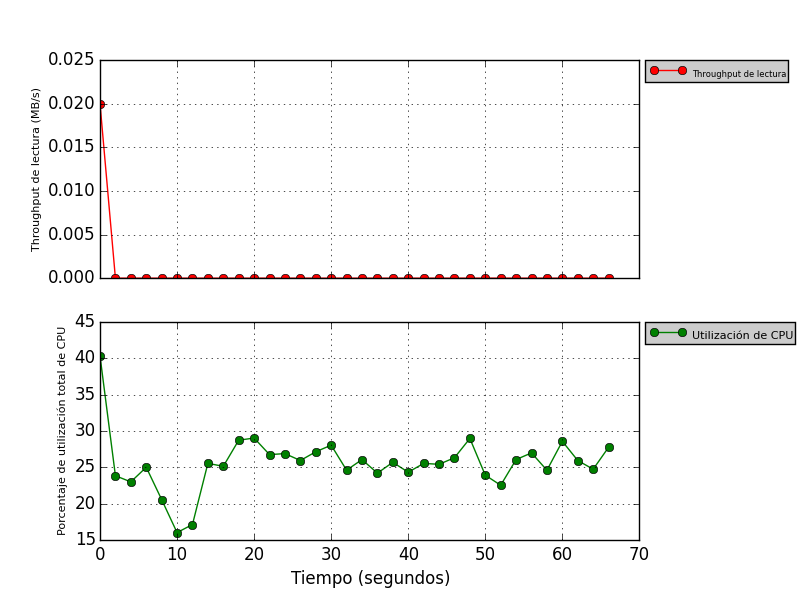 Throughput de lectura (MB/s)
0.025
0.020
0.015
0.010
0.005
0.000
Throughput de lectura
Porcentaje de utilización total de CPU
45
40
35
30
25
20
15
0 10 20 30 40 50 60 70
Tiempo (segundos)
Utilización de CPU